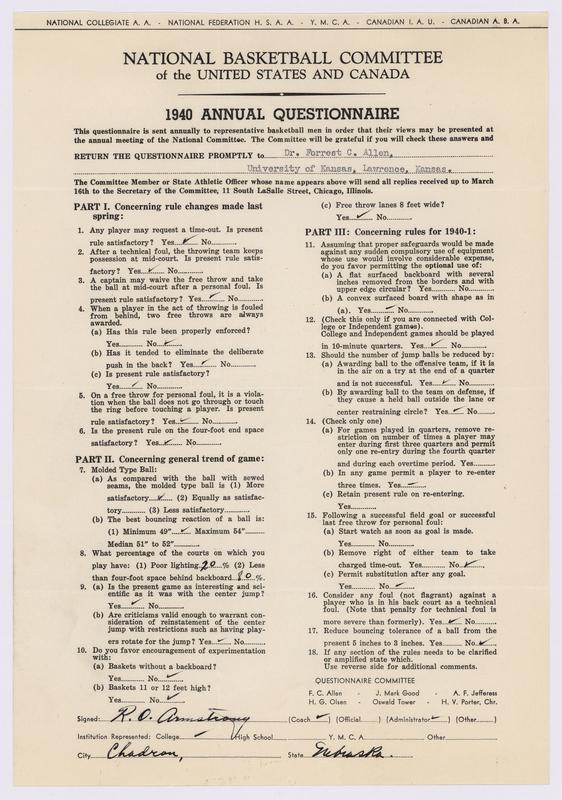 NATIONAL COLLEGIATE A. A. - NATIONAL FEDERATION H. S. A. A. - Y. M. C. A. - CANADIAN I. A. U. - CANADIAN A. B. A.
NATIONAL BASKETBALL COMMITTEE
of the UNITED STATES AND CANADA
1940 ANNUAL QUESTIONNAIRE
This questionnaire is sent annually to representative basketball men in order that their views may be presented at
the annual meeting of the National Committee. The Committee will be grateful if you will check these answers and
RETURN THE QUESTIONNAIRE PROMPTLY to Dr. Forrest C. Allen,
University of Kansas, Lawrence, Kansas.
The Committee Member or State Athletic Officer whose name appears above will send all replies received up to March
16th to the Secretary of the Committee, 11 South LaSalle Street, Chicago, Illinois.
PART I. Concerning rule changes made last
spring:
1. Any player may request a time-out. Is present
rule satisfactory? Yes...✓... No..........
2. After a technical foul, the throwing team keeps
possession at mid-court. Is present rule satis-
factory? Yes...✓... No..........
3. A captain may waive the free throw and take
the ball at mid-court after a personal foul. Is
present rule satisfactory? Yes...✓... No..........
4. When a player in the act of throwing is fouled
from behind, two free throws are always
awarded.
(a) Has this rule been properly enforced?
Yes.......... No...✓...
(b) Has it tended to eliminate the deliberate
push in the back? Yes...✓... No..........
(c) Is present rule satisfactory?
Yes...✓... No..........
5. On a free throw for personal foul, it is a viola-
tion when the ball does not go through or touch
the ring before touching a player. Is present
rule satisfactory? Yes...✓... No..........
6. Is the present rule on the four-foot end space
satisfactory? Yes...✓... No..........
PART II. Concerning general trend of game:
7. Molded Type Ball:
(a) As compared with the ball with sewed
seams, the molded type ball is (1) More
satisfactory...✓... (2) Equally as satisfac-
tory.......... (3) Less satisfactory..........
(b) The best bouncing reaction of a ball is:
(1) Minimum 49"...✓... Maximum 54"..........
Median 51" to 52"..........
8. What percentage of the courts on which you
play have: (1) Poor lighting 20 % (2) Less
than four-foot space behind backboard 80 %.
9. (a) Is the present game as interesting and sci-
entific as it was with the center jump?
Yes...✓... No..........
(b) Are criticisms valid enough to warrant con-
sideration of reinstatement of the center
jump with restrictions such as having play-
ers rotate for the jump? Yes...✓... No..........
10. Do you favor encouragement of experimentation
with:
(a) Baskets without a backboard?
Yes.......... No...✓...
(b) Baskets 11 or 12 feet high?
Yes.......... No...✓...
(c) Free throw lanes 8 feet wide?
Yes...✓... No..........
PART III: Concerning rules for 1940-1:
11. Assuming that proper safeguards would be made
against any sudden compulsory use of equipment
whose use would involve considerable expense,
do you favor permitting the optional use of:
(a) A flat surfaced backboard with several
inches removed from the borders and with
upper edge circular? Yes.......... No..........
(b) A convex surfaced board with shape as in
(a). Yes...✓... No..........
12. (Check this only if you are connected with Col-
lege or Independent games).
College and Independent games should be played
in 10-minute quarters. Yes...✓... No..........
13. Should the number of jump balls be reduced by:
(a) Awarding ball to the offensive team, if it is
in the air on a try at the end of a quarter
and is not successful. Yes...✓... No..........
(b) By awarding ball to the team on defense, if
they cause a held ball outside the lane or
center restraining circle? Yes...✓... No..........
14. (Check only one)
(a) For games played in quarters, remove re-
striction on number of times a player may
enter during first three quarters and permit
only one re-entry during the fourth quarter
and during each overtime period. Yes..........
(b) In any game permit a player to re-enter
three times. Yes...✓...
(c) Retain present rule on re-entering.
Yes..........
15. Following a successful field goal or successful
last free throw for personal foul:
(a) Start watch as soon as goal is made.
Yes.......... No..........
(b) Remove right of either team to take
charged time-out. Yes.......... No...✓...
(c) Permit substitution after any goal.
Yes...✓... No..........
16. Consider any foul (not flagrant) against a
player who is in his back court as a technical
foul. (Note that penalty for technical foul is
more severe than formerly). Yes...✓... No..........
17. Reduce bouncing tolerance of a ball from the
present 5 inches to 3 inches. Yes.......... No...✓...
18. If any section of the rules needs to be clarified
or amplified state which.
Use reverse side for additional comments.
QUESTIONNAIRE COMMITTEE
F. C. Allen - J. Mark Good - A. F. Jefferess
H. G. Olsen - Oswald Tower - H. V. Porter, Chr.
Signed: R. O. Armstrong (Coach ✓) (Official......) (Administrator ✓) (Other......)
Institution Represented: College ✓ High School.......... Y. M. C. A. .......... Other..........
City Chadron, State Nebraska.